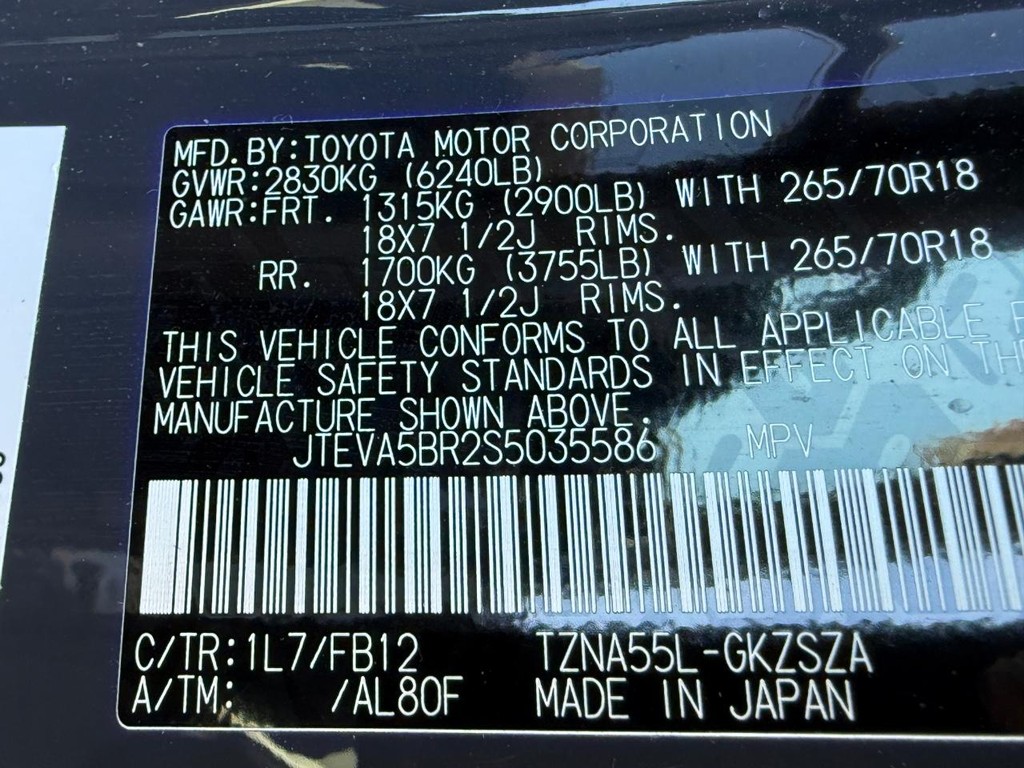 MFD.BY:TOYOTA MOTOR CORPORATION
GVWR:2830KG (6240LB)
GAWR:FRT. 1315KG (2900LB) WITH 265/70R18
18X7 1/2J RIMS.
RR. 1700KG (3755LB) WITH 265/70R18
18X7 1/2J RIMS.
THIS VEHICLE CONFORMS TO ALL APPLICABLE F
VEHICLE SAFETY STANDARDS IN EFFECT ON TH
MANUFACTURE SHOWN ABOVE.
JTEVA5BR2S5035586 MPV
C/TR:1L7/FB12 TZNA55L-GKZSZA
A/TM: /AL80F MADE IN JAPAN